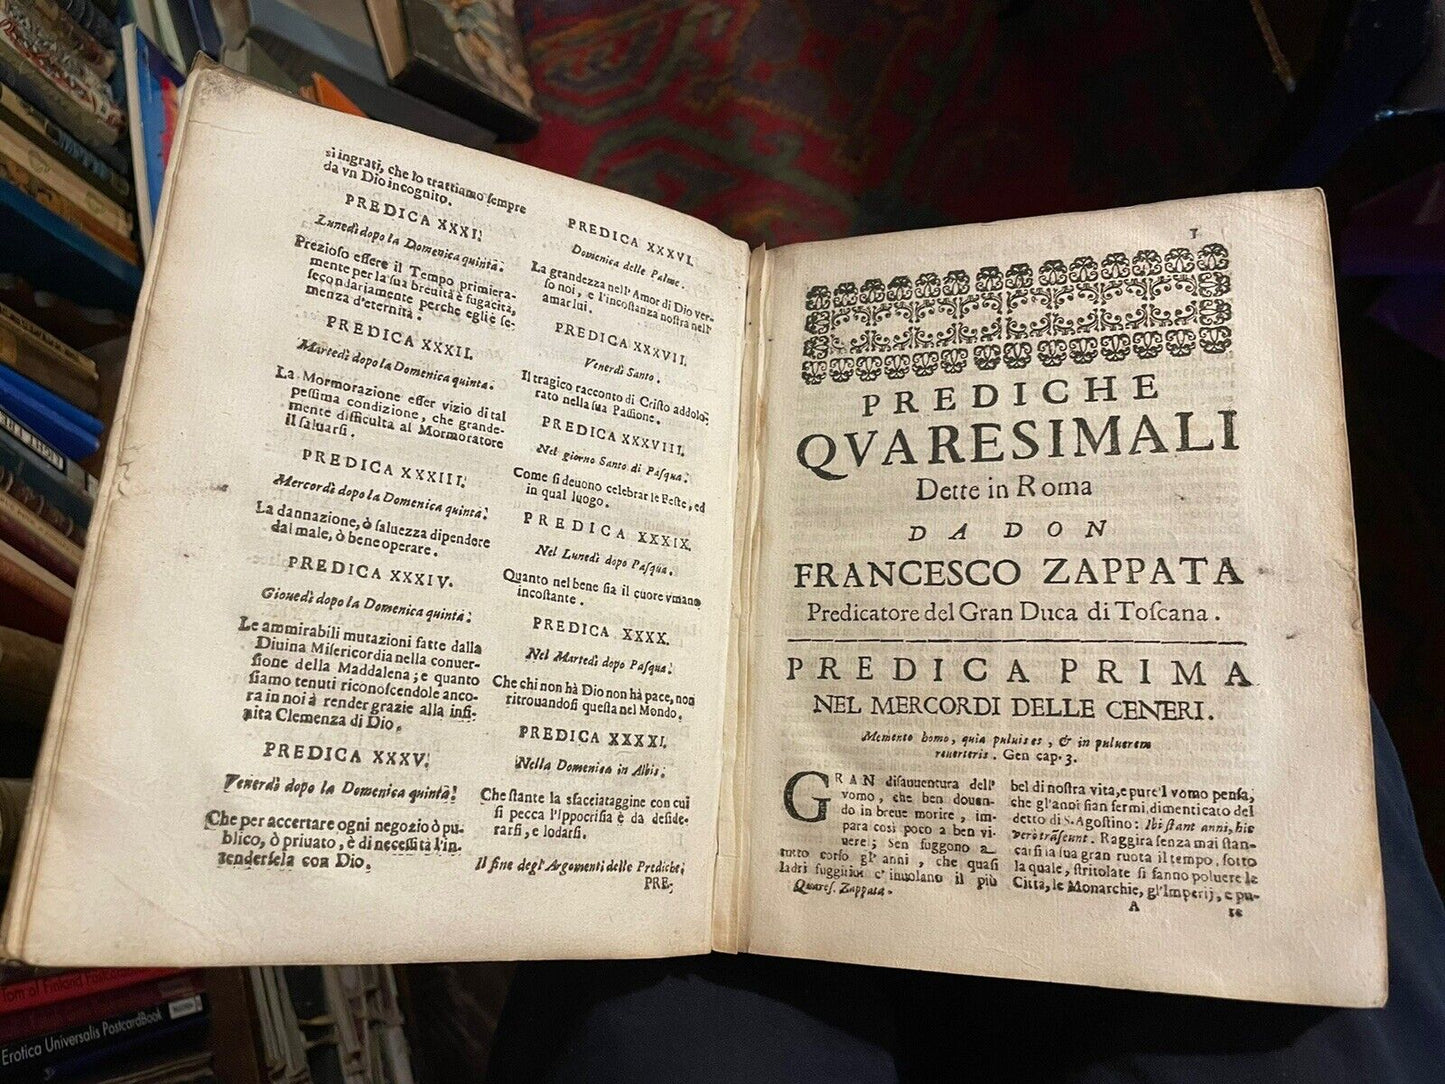 sì ingrati, che lo trattiamo sempre
da vn Dio incognito.
PREDICA XXXI.
Lunedì dopo la Domenica quinta.
Prezioso essere il Tempo primiera-
mente per la sua breuità e fugacità,
secondariamente perche egli è se-
menza d'eternità.
PREDICA XXXII.
Martedì dopo la Domenica quinta.
La Mormorazione esser vizio di tal
pessima condizione, che grande-
mente difficulta al Mormoratore
il saluarsi.
PREDICA XXXIII.
Mercordì dopo la Domenica quinta.
La dannazione, ò saluezza dipendere
dal male, ò bene operare.
PREDICA XXXIV.
Giouedì dopo la Domenica quinta.
Le ammirabili mutazioni fatte dalla
Diuina Misericordia nella conuer-
sione della Maddalena; e quanto
siamo tenuti riconoscendole anco-
ra in noi à render grazie alla infi-
nita Clemenza di Dio.
PREDICA XXXV.
Venerdì dopo la Domenica quinta.
Che per accertare ogni negozio ò pu-
blico, ò priuato, è di necessità l'in-
tendersela con Dio.
PREDICA XXXVI.
Domenica delle Palme.
La grandezza nell'Amor di Dio ver-
so noi, e l'incostanza nostra nell'
amar lui.
PREDICA XXXVII.
Venerdì Santo.
Il tragico racconto di Cristo addolo-
rato nella sua Passione.
PREDICA XXXVIII.
Nel giorno Santo di Pasqua.
Come si deuono celebrar le Feste, ed
in qual luogo.
PREDICA XXXIX.
Nel Lunedì dopo Pasqua.
Quanto nel bene sia il cuore vmano
incostante.
PREDICA XXXX.
Nel Martedì dopo Pasqua.
Che chi non hà Dio non hà pace, non
ritrouandosi questa nel Mondo.
PREDICA XXXXI.
Nella Domenica in Albis.
Che stante la sfacciataggine con cui
si pecca l'Ippocrisia è da deside-
rarsi, e lodarsi.
Il fine degl'Argomenti delle Prediche.
PRE-
1
PREDICHE
QVARESIMALI
Dette in Roma
DA DON
FRANCESCO ZAPPATA
Predicatore del Gran Duca di Toscana.
PREDICA PRIMA
NEL MERCORDI DELLE CENERI.
Memento homo, quia puluis es, & in puluerem
reuerteris. Gen cap. 3.
GRAN disauuentura dell'
vomo, che ben douen-
do in breue morire, im-
para così poco a ben vi-
uere; Sen fuggono a
tutto corso gl'anni, che quasi
ladri fuggitiui c'inuolano il più
Quares. Zappata.
bel di nostra vita, e pure l vomo pensa,
che gl'anni sian fermi, dimenticato del
detto di S. Agostino: Ibi stant anni, hic
verò trãseunt. Raggira senza mai stan-
carsi la sua gran ruota il tempo, sotto
la quale, stritolate si fanno poluere le
Città, le Monarchie, gl'Imperij, e pu-
A
re
Tom of Finland
Erotica Universalis PostcardBook